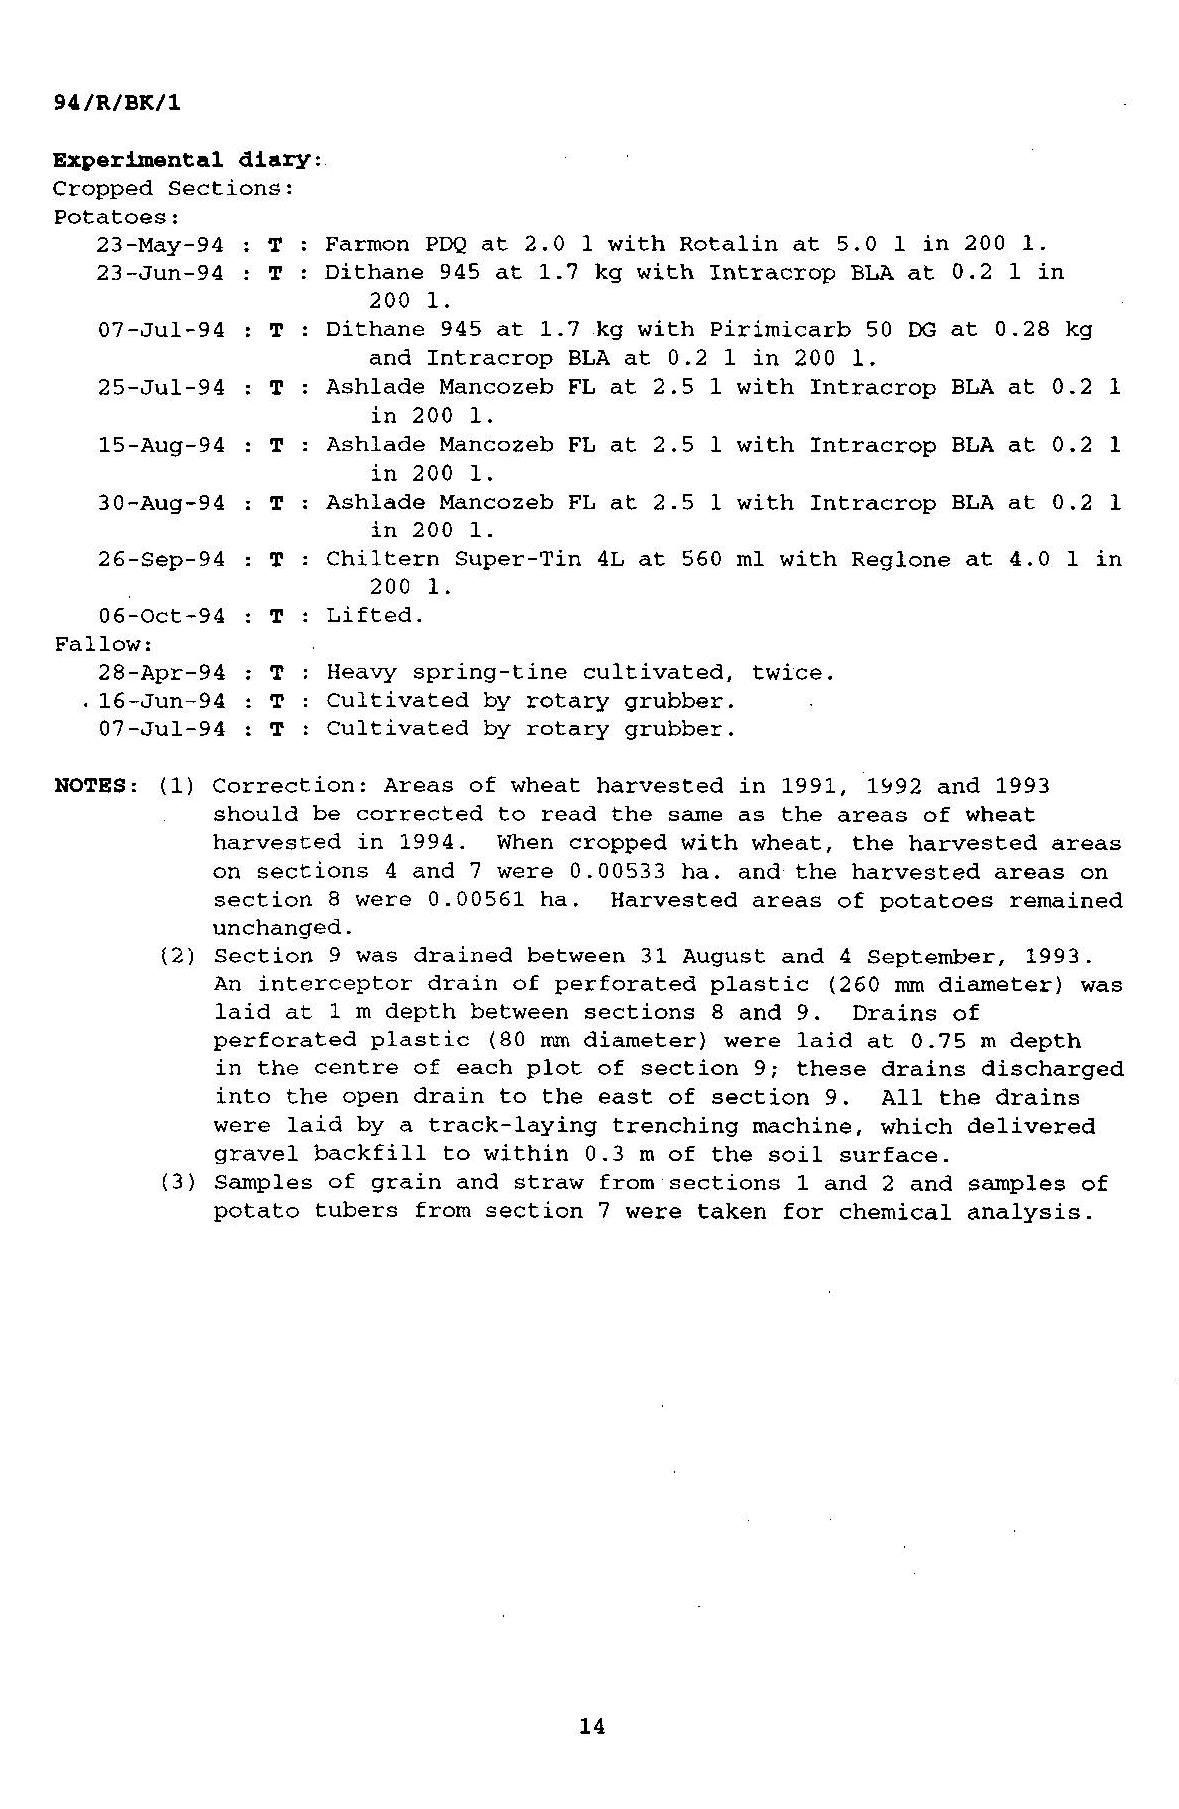 94/R/BK/1
Experimental diary:
Cropped Sections:
Potatoes:
23-May-94 : T : Farmon PDQ at 2.0 l with Rotalin at 5.0 l in 200 l.
23-Jun-94 : T : Dithane 945 at 1.7 kg with Intracrop BLA at 0.2 l in
200 l.
07-Jul-94 : T : Dithane 945 at 1.7 kg with Pirimicarb 50 DG at 0.28 kg
and Intracrop BLA at 0.2 l in 200 l.
25-Jul-94 : T : Ashlade Mancozeb FL at 2.5 l with Intracrop BLA at 0.2 l
in 200 l.
15-Aug-94 : T : Ashlade Mancozeb FL at 2.5 l with Intracrop BLA at 0.2 l
in 200 l.
30-Aug-94 : T : Ashlade Mancozeb FL at 2.5 l with Intracrop BLA at 0.2 l
in 200 l.
26-Sep-94 : T : Chiltern Super-Tin 4L at 560 ml with Reglone at 4.0 l in
200 l.
06-Oct-94 : T : Lifted.
Fallow:
28-Apr-94 : T : Heavy spring-tine cultivated, twice.
16-Jun-94 : T : Cultivated by rotary grubber.
07-Jul-94 : T : Cultivated by rotary grubber.
NOTES: (1) Correction: Areas of wheat harvested in 1991, 1992 and 1993
should be corrected to read the same as the areas of wheat
harvested in 1994. When cropped with wheat, the harvested areas
on sections 4 and 7 were 0.00533 ha. and the harvested areas on
section 8 were 0.00561 ha. Harvested areas of potatoes remained
unchanged.
(2) Section 9 was drained between 31 August and 4 September, 1993.
An interceptor drain of perforated plastic (260 mm diameter) was
laid at 1 m depth between sections 8 and 9. Drains of
perforated plastic (80 mm diameter) were laid at 0.75 m depth
in the centre of each plot of section 9; these drains discharged
into the open drain to the east of section 9. All the drains
were laid by a track-laying trenching machine, which delivered
gravel backfill to within 0.3 m of the soil surface.
(3) Samples of grain and straw from sections 1 and 2 and samples of
potato tubers from section 7 were taken for chemical analysis.
14